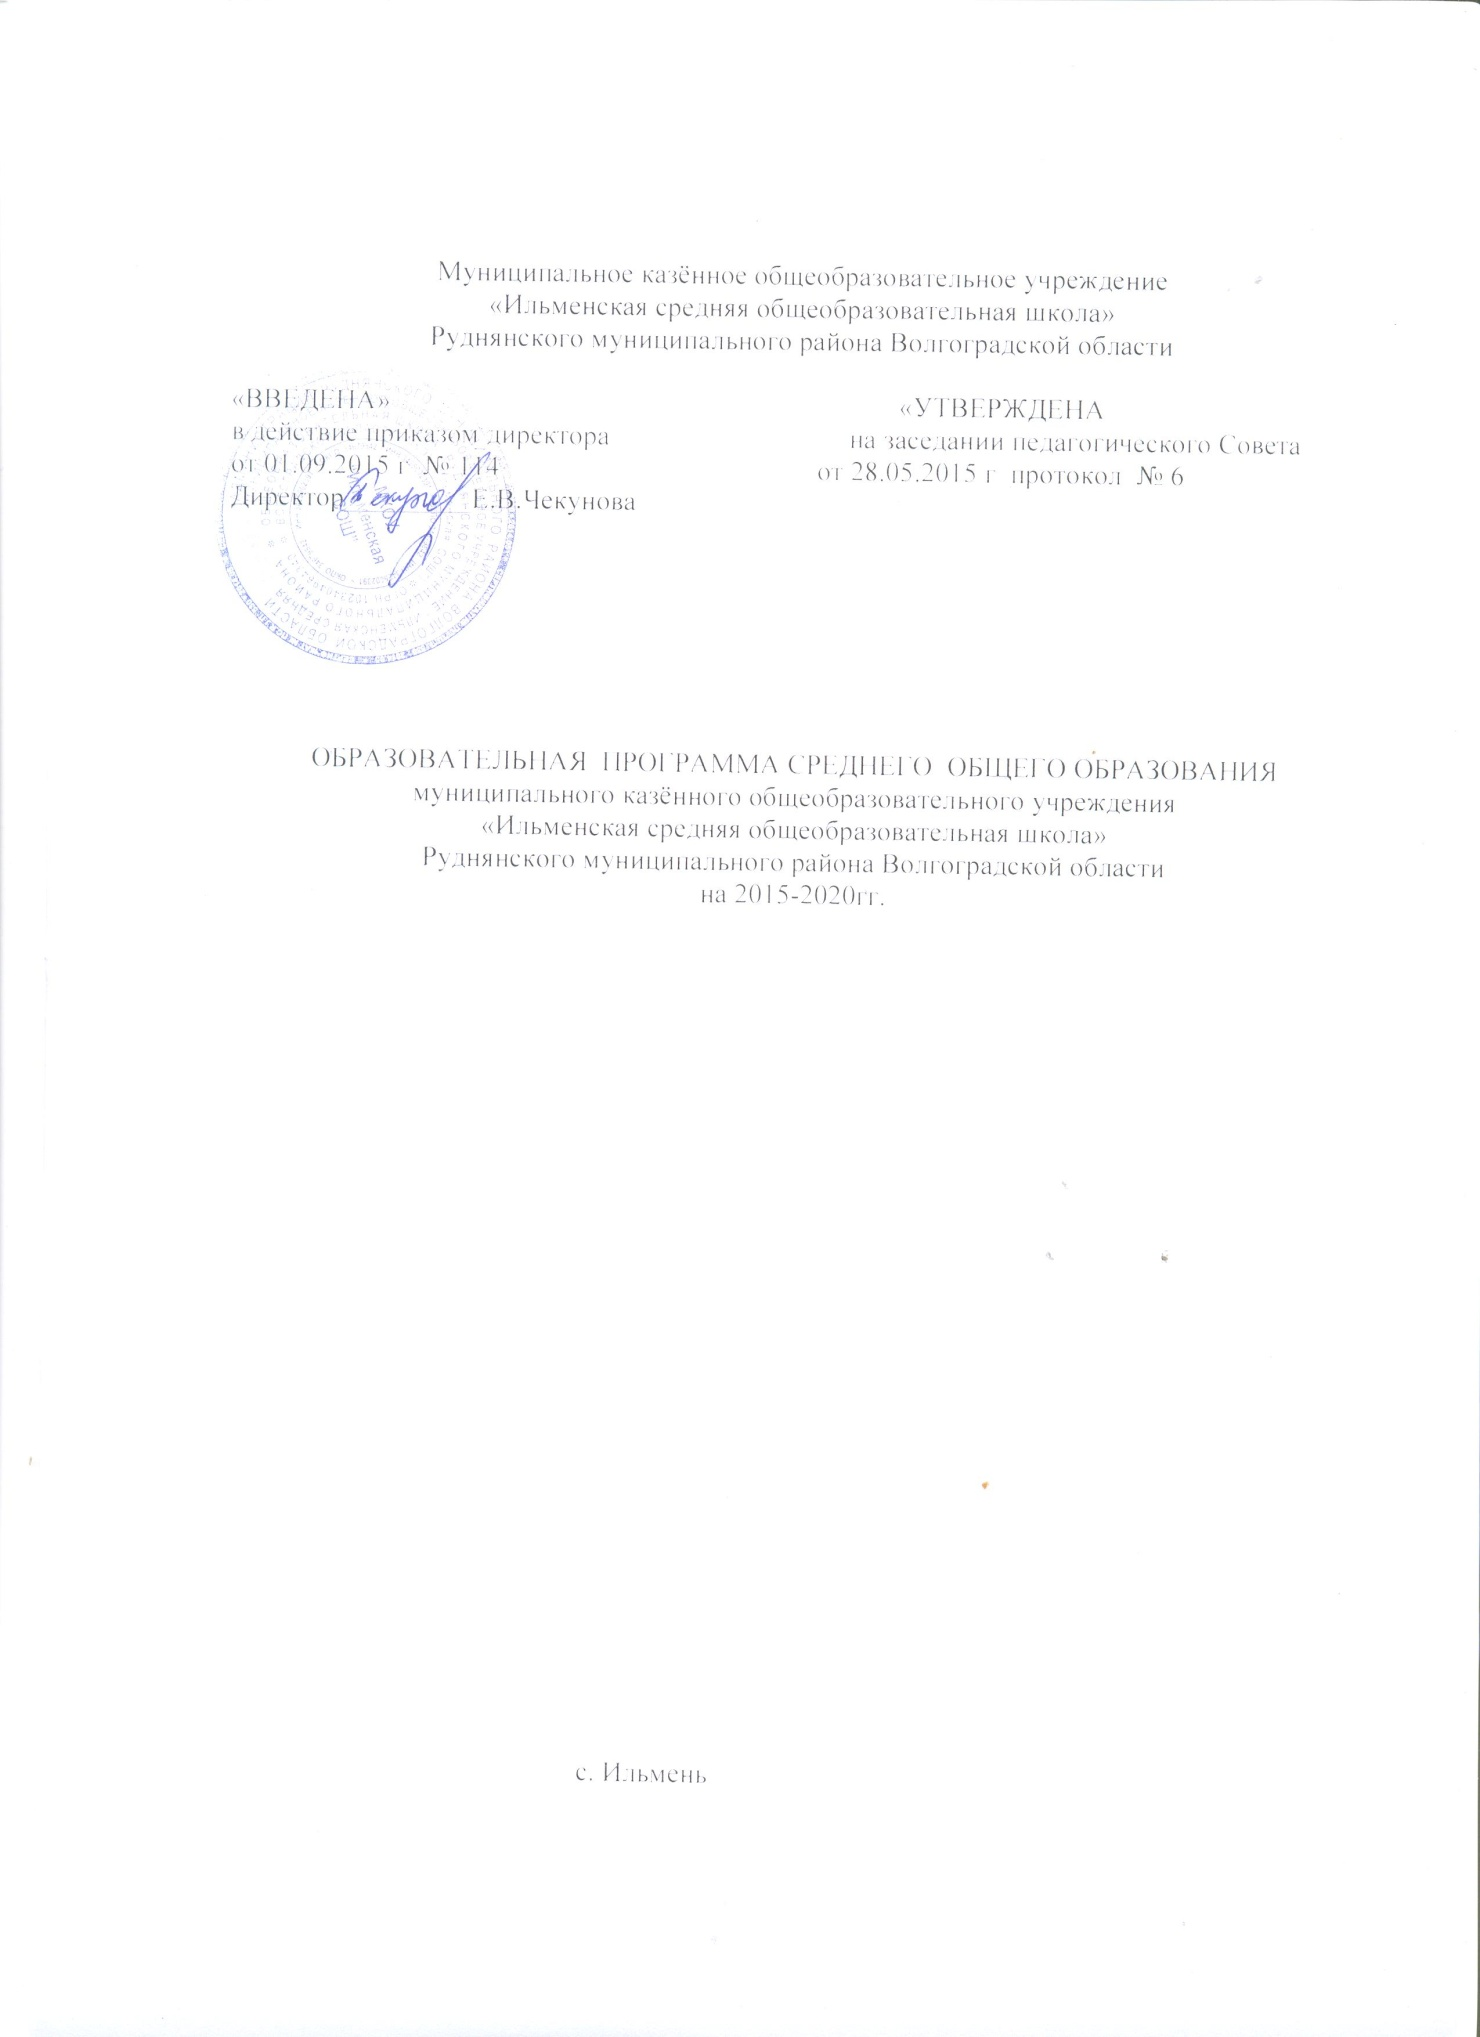 Муниципальное казённое общеобразовательное учреждение
«Ильменская средняя общеобразовательная школа»
Руднянского муниципального района Волгоградской области
«ВВЕДЕНА»
в действие приказом директора
от 01.09.2015 г № 114
Директор Е.В.Чекунова
«УТВЕРЖДЕНА
на заседании педагогического Совета
от 28.05.2015 г протокол № 6
ОБРАЗОВАТЕЛЬНАЯ ПРОГРАММА СРЕДНЕГО ОБЩЕГО ОБРАЗОВАНИЯ
муниципального казённого общеобразовательного учреждения
«Ильменская средняя общеобразовательная школа»
Руднянского муниципального района Волгоградской области
на 2015-2020гг.
с. Ильмень